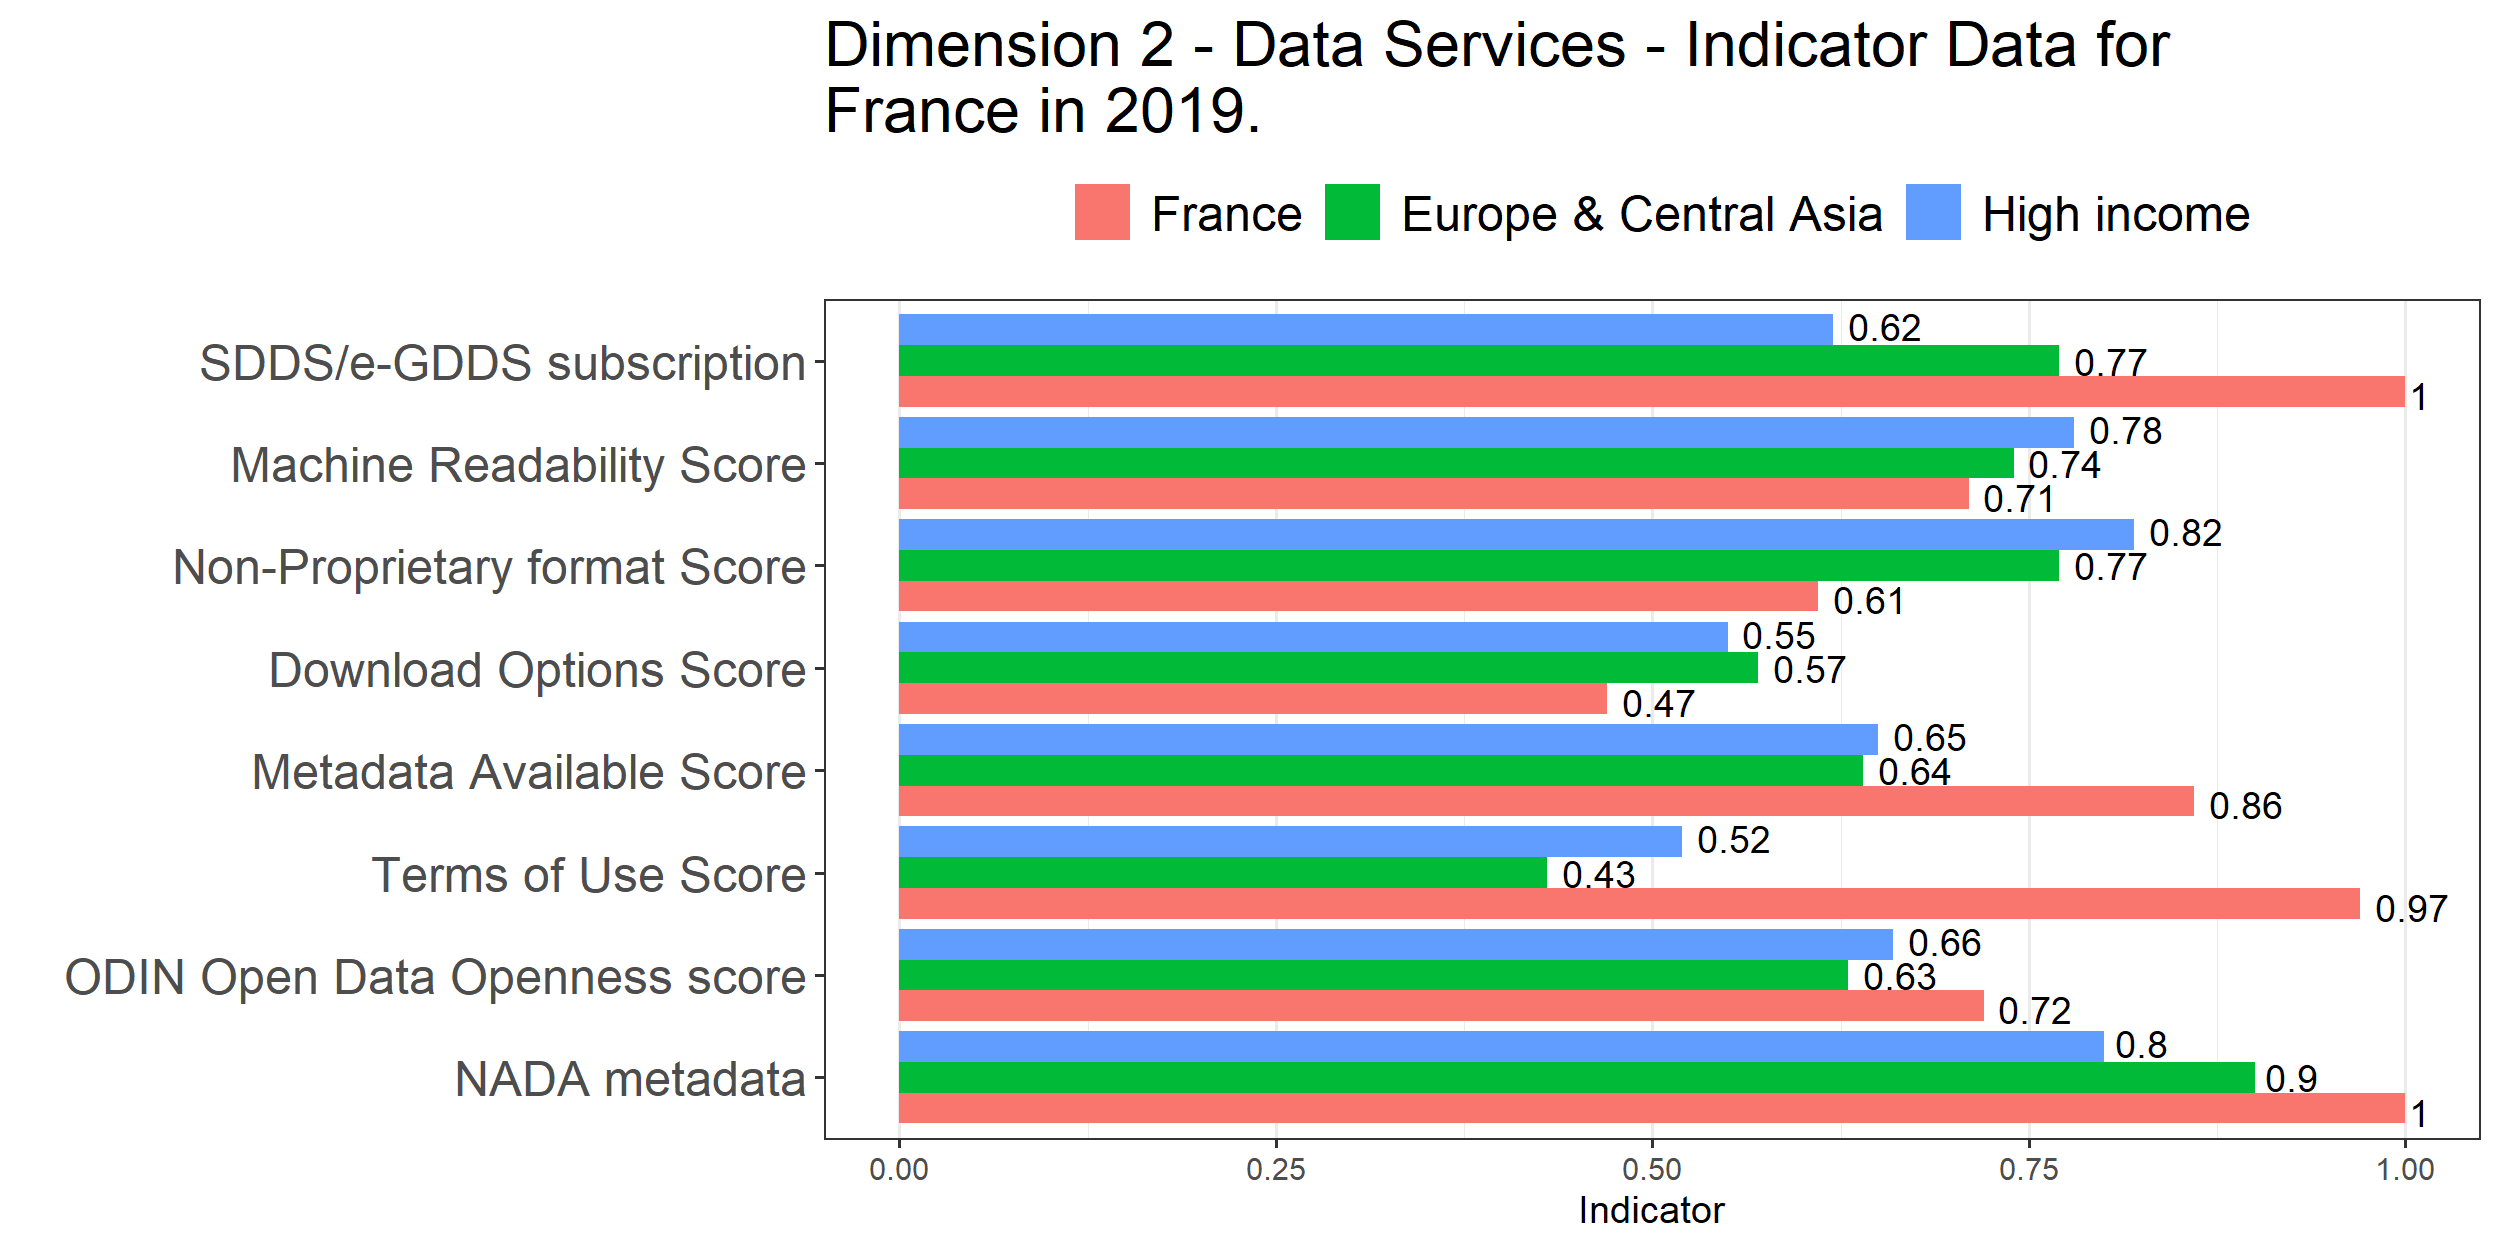 Dimension 2 - Data Services - Indicator Data for
France in 2019.
France
Europe & Central Asia
High income
SDDS/e-GDDS subscription
0.62
0.77
1
Machine Readability Score
0.78
0.74
0.71
Non-Proprietary format Score
0.82
0.77
0.61
Download Options Score
0.55
0.57
0.47
Metadata Available Score
0.65
0.64
0.86
Terms of Use Score
0.52
0.43
0.97
ODIN Open Data Openness score
0.66
0.63
0.72
NADA metadata
0.8
0.9
1
0.00
0.25
0.50
0.75
1.00
Indicator